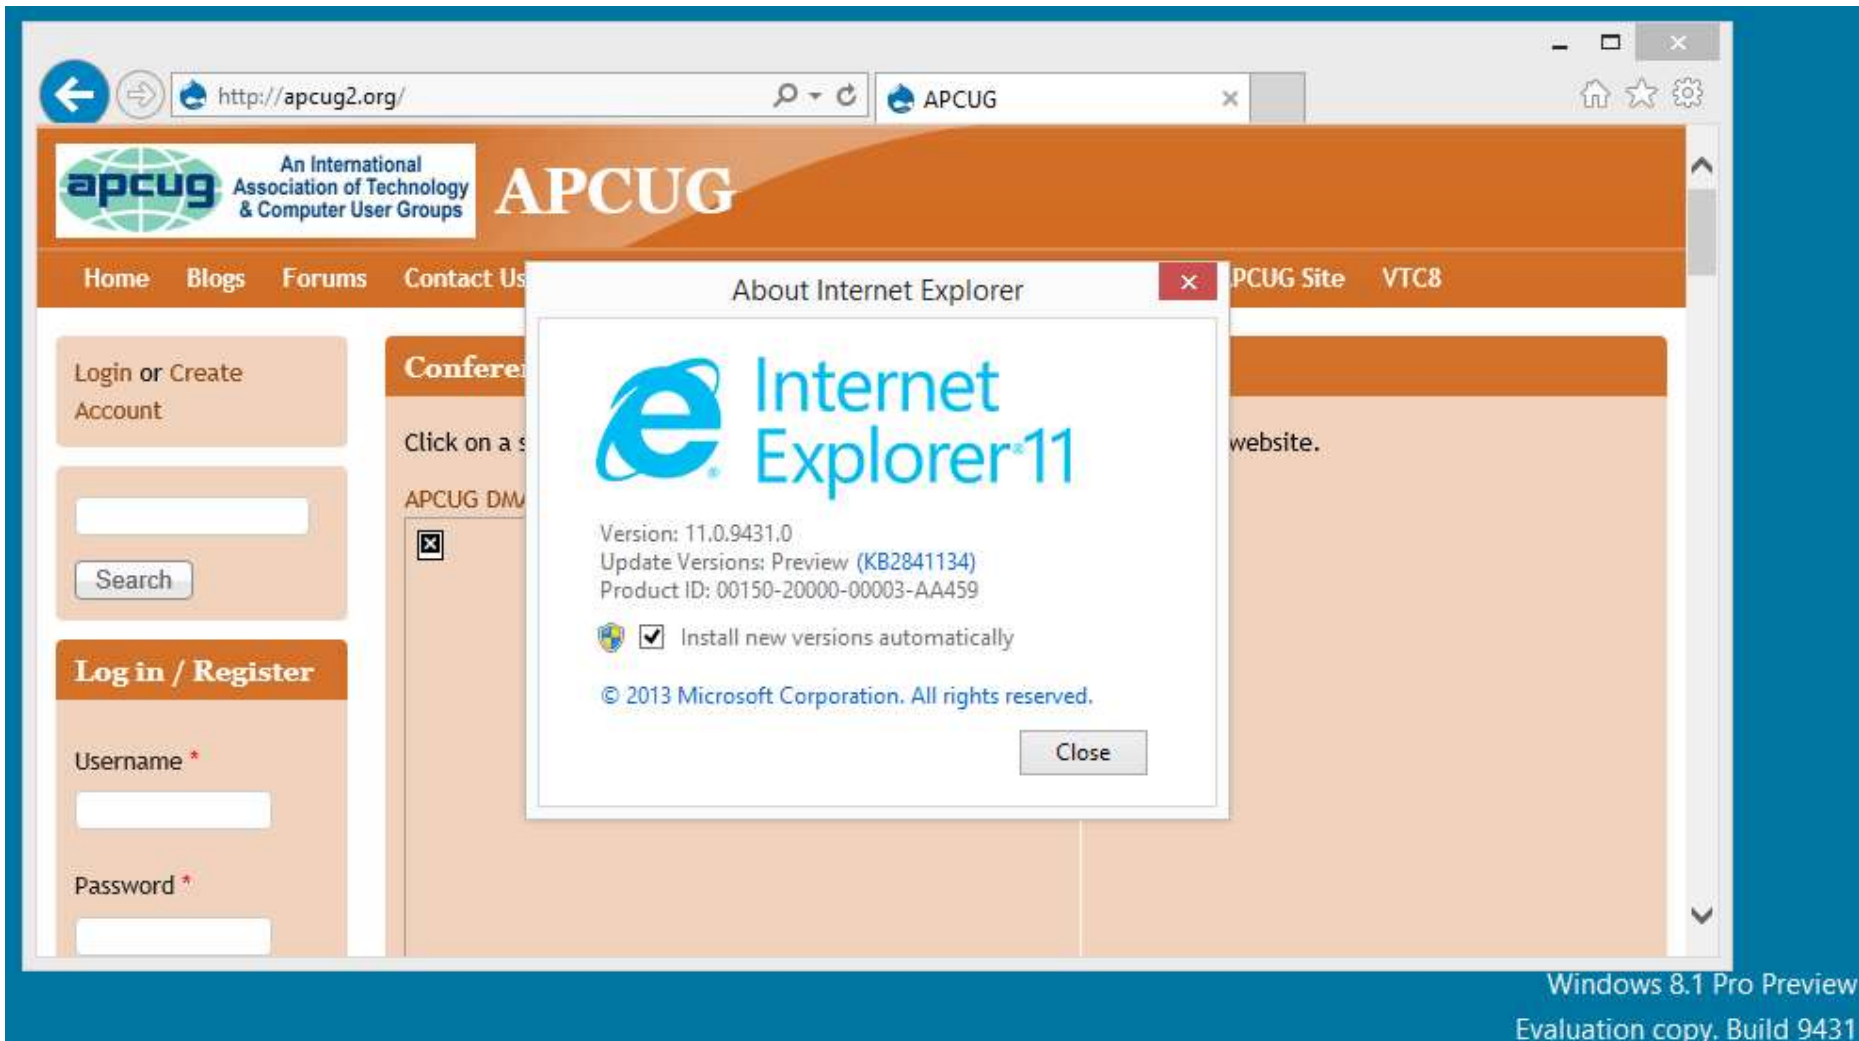 http://apcug2.org/
APCUG
apcug
An International
Association of Technology
& Computer User Groups
APCUG
Home Blogs Forums Contact Us
PCUG Site VTC8
About Internet Explorer
Login or Create
Account
Search
Log in / Register
Username *
Password *
Click on a
website.
APCUG
Internet
Explorer®11
Version: 11.0.9431.0
Update Versions: Preview (KB2841134)
Product ID: 00150-20000-00003-AA459
Install new versions automatically
© 2013 Microsoft Corporation. All rights reserved.
Close
Windows 8.1 Pro Preview
Evaluation copy. Build 9431